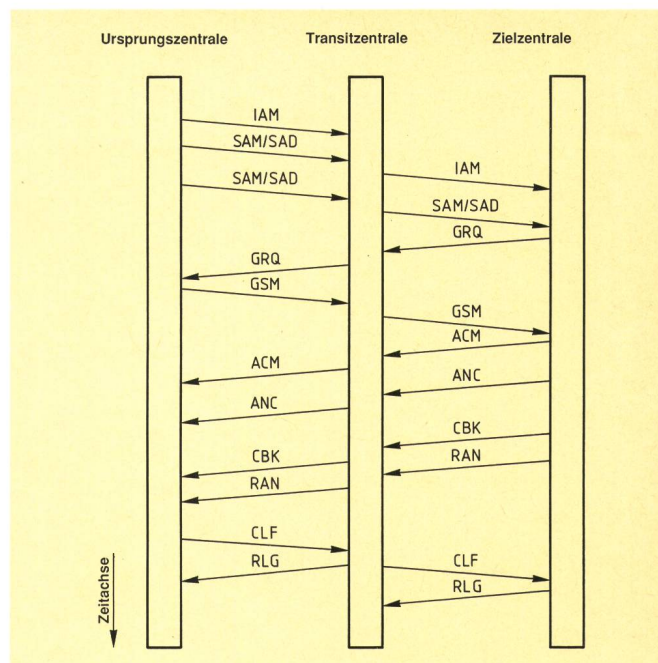 Ursprungszentrale Transitzentrale Zielzentrale
IAM
SAM/SAD
IAM
SAM/SAD
SAM/SAD
GRQ
GRQ
GSM
GSM
ACM
ACM
ANC
ANC
CBK
CBK
RAN
RAN
CLF
RLG
CLF
RLG
Zeitachse